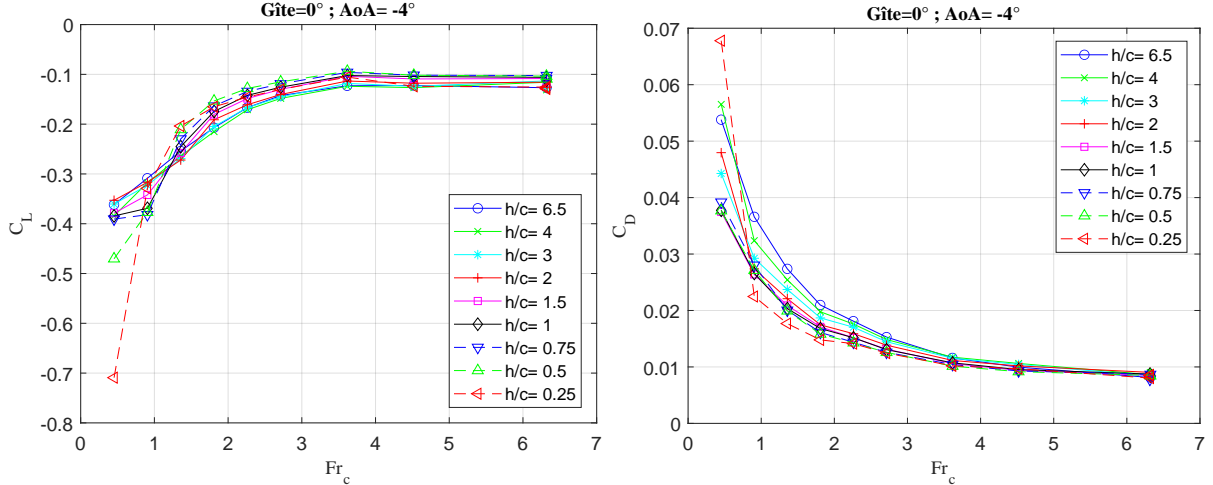 Gîte=0° ; AoA= -4°
0
-0.1
-0.2
-0.3
-0.4
-0.5
-0.6
-0.7
-0.8
C_L
0 1 2 3 4 5 6 7
Fr_c
h/c= 6.5
h/c= 4
h/c= 3
h/c= 2
h/c= 1.5
h/c= 1
h/c= 0.75
h/c= 0.5
h/c= 0.25
Gîte=0° ; AoA= -4°
0.07
0.06
0.05
0.04
0.03
0.02
0.01
0
C_D
0 1 2 3 4 5 6 7
Fr_c
h/c= 6.5
h/c= 4
h/c= 3
h/c= 2
h/c= 1.5
h/c= 1
h/c= 0.75
h/c= 0.5
h/c= 0.25